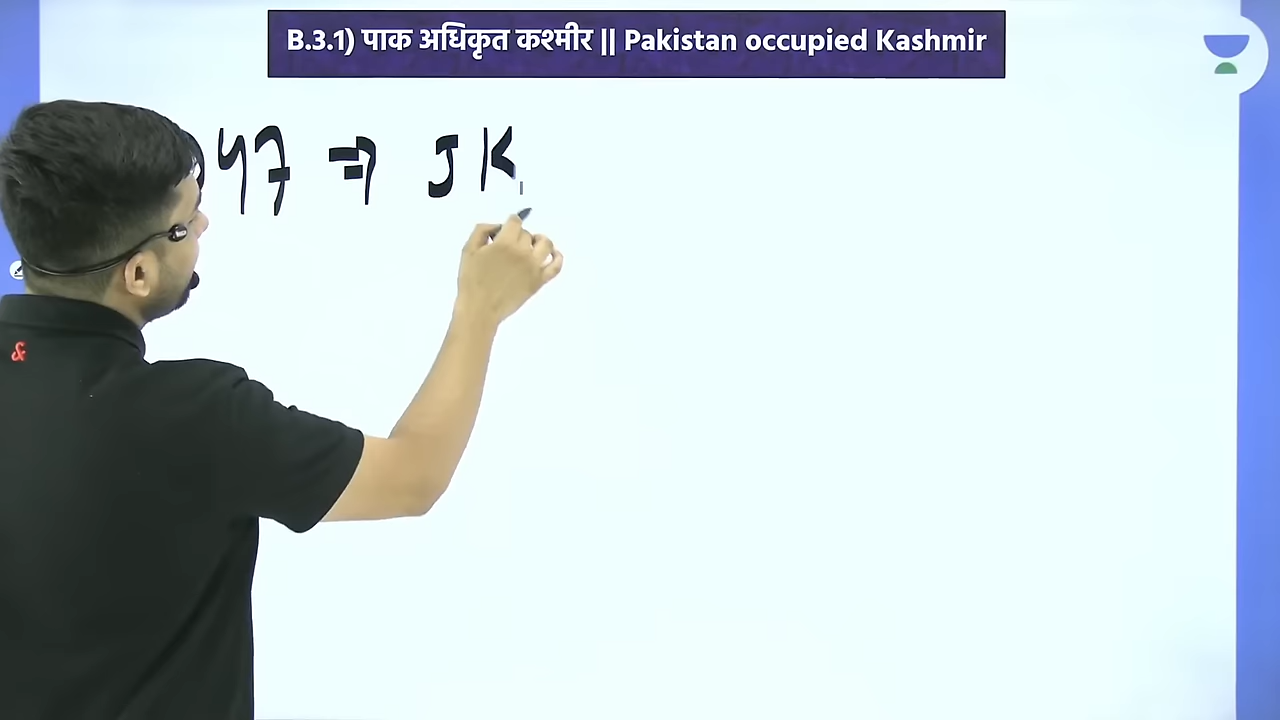 B.3.1) पाक अधिकृत कश्मीर || Pakistan occupied Kashmir
47 ⇒ JK